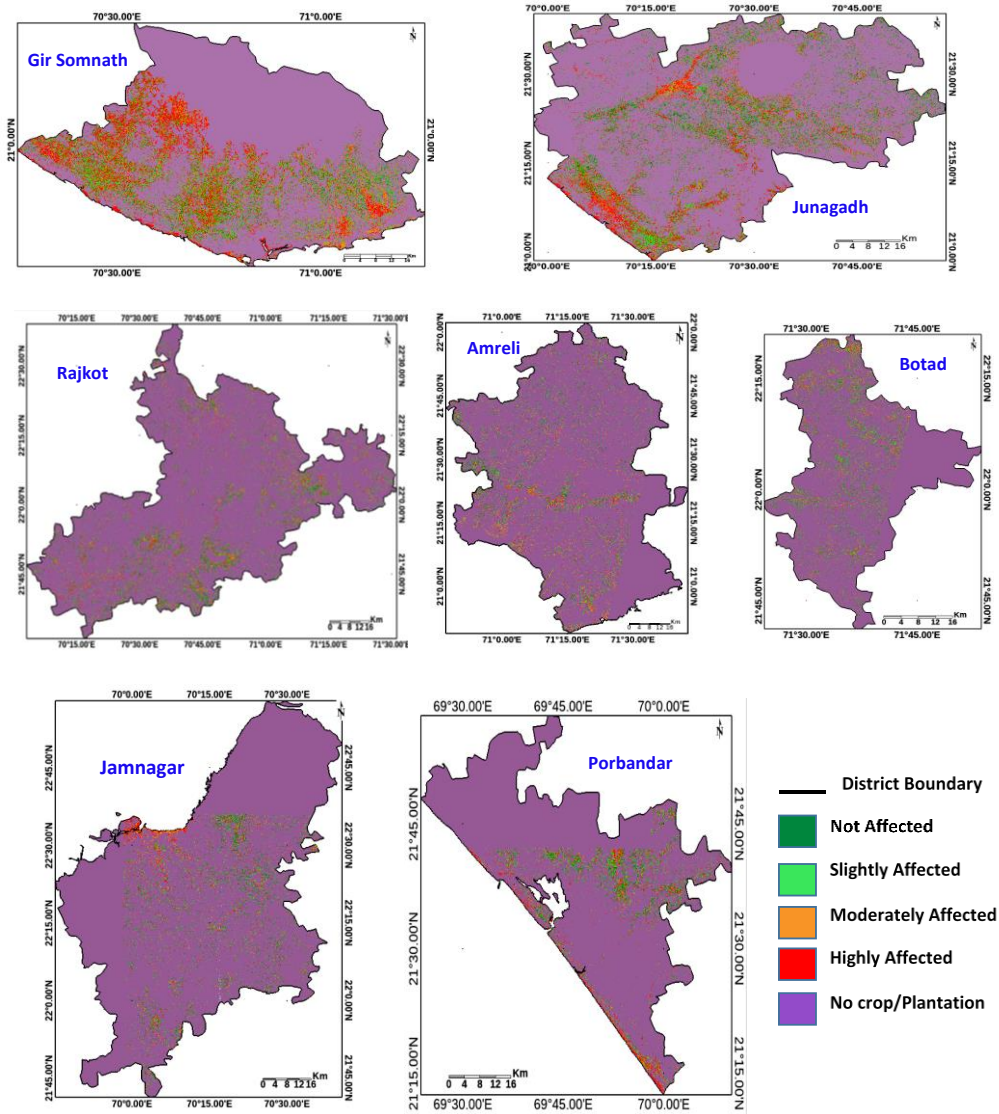 70°30.00'E 71°0.00'E
Gir Somnath
21°0.00'N
21°0.00'N
Km
0 4 8 12 16
70°30.00'E 71°0.00'E
70°0.00'E 70°15.00'E 70°30.00'E 70°45.00'E
21°30.00'N
21°15.00'N
21°0.00'N
21°30.00'N
21°15.00'N
21°0.00'N
Junagadh
Km
0 4 8 12 16
70°0.00'E 70°15.00'E 70°30.00'E 70°45.00'E
70°15.00'E 70°30.00'E 70°45.00'E 71°0.00'E 71°15.00'E 71°30.00'E
Rajkot
22°30.00'N
22°15.00'N
22°0.00'N
21°45.00'N
22°30.00'N
22°15.00'N
22°0.00'N
21°45.00'N
Km
0 4 8 12 16
70°15.00'E 70°30.00'E 70°45.00'E 71°0.00'E 71°15.00'E 71°30.00'E
71°0.00'E 71°15.00'E 71°30.00'E
Amreli
22°0.00'N
21°45.00'N
21°30.00'N
21°15.00'N
21°0.00'N
22°0.00'N
21°45.00'N
21°30.00'N
21°15.00'N
21°0.00'N
Km
0 4 8 12 16
71°0.00'E 71°15.00'E 71°30.00'E
71°30.00'E 71°45.00'E
Botad
22°15.00'N
22°0.00'N
21°45.00'N
22°15.00'N
22°0.00'N
21°45.00'N
Km
0 4 8 12 16
71°30.00'E 71°45.00'E
70°0.00'E 70°15.00'E 70°30.00'E
N
Jamnagar
22°45.00'N
22°30.00'N
22°15.00'N
22°0.00'N
21°45.00'N
22°45.00'N
22°30.00'N
22°15.00'N
22°0.00'N
21°45.00'N
Km
0 4 8 12 16
70°0.00'E 70°15.00'E 70°30.00'E
69°30.00'E 69°45.00'E 70°0.00'E
Porbandar
21°45.00'N
21°30.00'N
21°15.00'N
21°45.00'N
21°30.00'N
21°15.00'N
Km
0 4 8 12 16
69°30.00'E 69°45.00'E 70°0.00'E
District Boundary
Not Affected
Slightly Affected
Moderately Affected
Highly Affected
No crop/Plantation